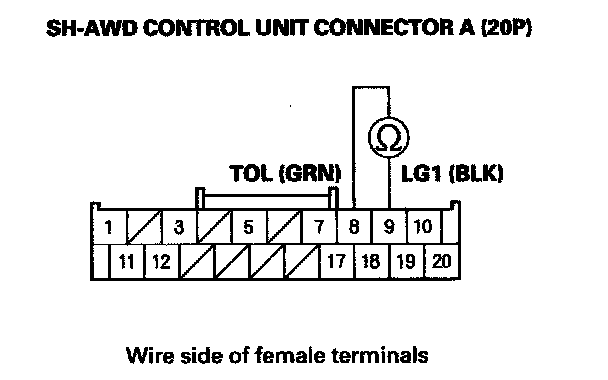 SH-AWD CONTROL UNIT CONNECTOR A (20P)
Ω
TOL (GRN) LG1 (BLK)
1 3 5 7 8 9 10
11 12 17 18 19 20
Wire side of female terminals